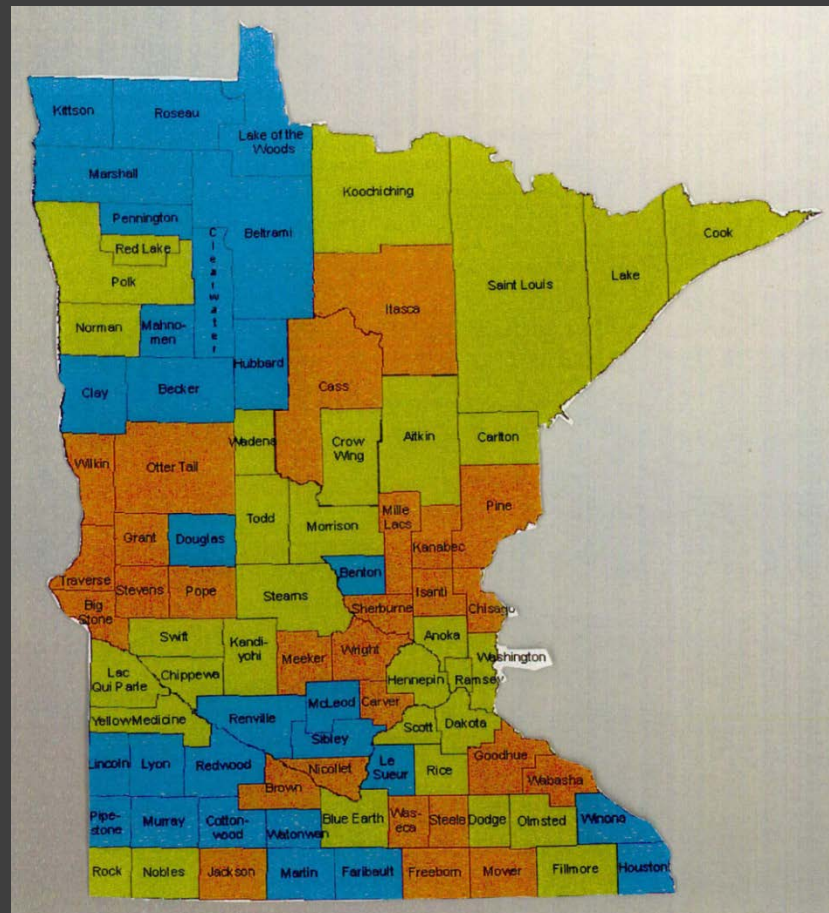 Kittson
Roseau
Lake of the
Woods
Marshall
Koochiching
Pennington
Beltrami
Clearwater
Red Lake
Cook
Polk
Saint Louis
Lake
Itasca
Norman
Mahno-
men
Hubbard
Clay
Becker
Cass
Wadena
Crow
Wing
Aitkin
Carlton
Wilkin
Otter Tail
Mille
Lacs
Pine
Todd
Morrison
Grant
Douglas
Kanabec
Traverse
Stevens
Pope
Benton
Isanti
Big
Stone
Stearns
Sherburne
Chisago
Swift
Kandi-
yohi
Anoka
Meeker
Wright
Washington
Lac
Qui Parle
Chippewa
Hennepin
Ramsey
McLeod
Carver
Yellow Medicine
Renville
Scott
Dakota
Sibley
Lincoln
Lyon
Redwood
Nicollet
Le
Sueur
Rice
Goodhue
Brown
Wabasha
Pipe-
stone
Murray
Cotton-
wood
Watonwan
Blue Earth
Was-
eca
Steele
Dodge
Olmsted
Winona
Rock
Nobles
Jackson
Martin
Faribault
Freeborn
Mower
Fillmore
Houston